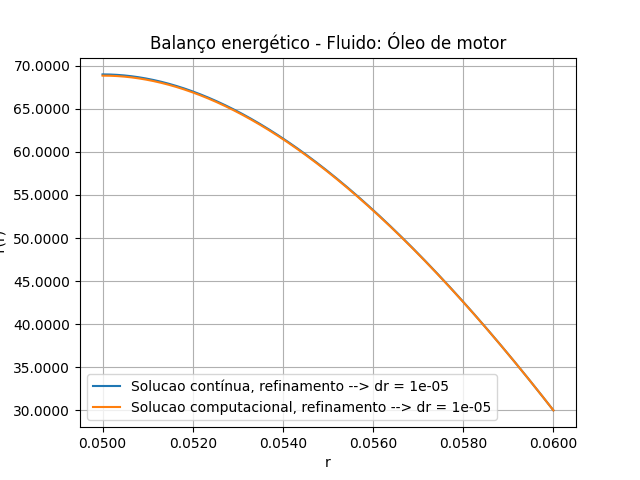 Balanço energético - Fluido: Óleo de motor
70.0000
65.0000
60.0000
55.0000
50.0000
45.0000
40.0000
35.0000
30.0000
Solucao contínua, refinamento --> dr = 1e-05
Solucao computacional, refinamento --> dr = 1e-05
0.0500 0.0520 0.0540 0.0560 0.0580 0.0600
r